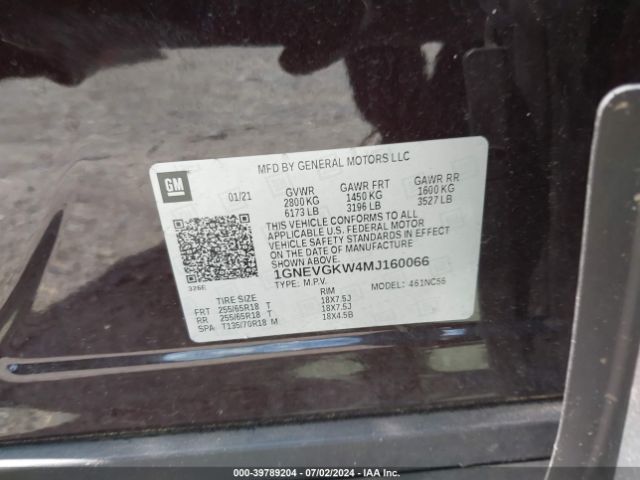 MFD BY GENERAL MOTORS LLC
GM
01/21 GVWR GAWR FRT GAWR RR
2800 KG 1450 KG 1600 KG
6173 LB 3196 LB 3527 LB
THIS VEHICLE CONFORMS TO ALL
APPLICABLE U.S. FEDERAL MOTOR
VEHICLE SAFETY STANDARDS IN EFFECT
ON THE DATE OF MANUFACTURE
SHOWN ABOVE.
326E
1GNEVGKW4MJ160066
TYPE: M.P.V. MODEL: 461NC56
TIRE SIZE RIM
FRT 255/65R18 T 18X7.5J
RR 255/65R18 T 18X7.5J
SPA T135/70R18 M 18X4.5B
000-39789204 - 07/02/2024 - IAAI.COM